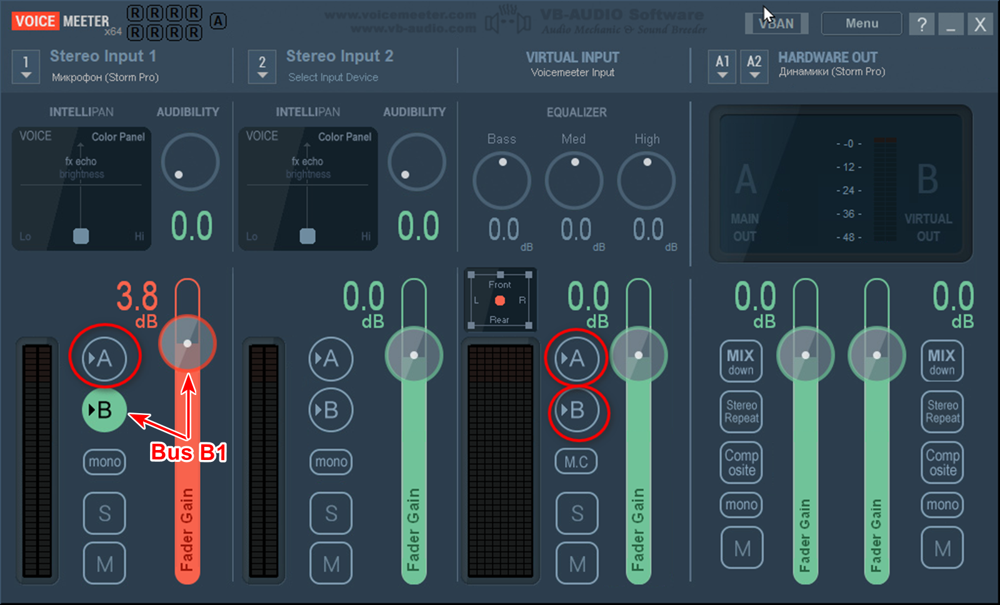 VOICE MEETER x64
R R R R A
R R R R
www.voicemeeter.com
www.vb-audio.com
VB-AUDIO Software
Audio Mechanic & Sound Breeder
VBAN
Menu
?
_
X
1
Stereo Input 1
Микрофон (Storm Pro)
2
Stereo Input 2
Select Input Device
VIRTUAL INPUT
Voicemeeter Input
A1
A2
HARDWARE OUT
Динамики (Storm Pro)
INTELLIPAN
AUDIBILITY
VOICE
Color Panel
fx echo
brightness
Lo
Hi
0.0
INTELLIPAN
AUDIBILITY
VOICE
Color Panel
fx echo
brightness
Lo
Hi
0.0
EQUALIZER
Bass
Med
High
0.0
dB
0.0
dB
0.0
dB
A
MAIN
OUT
- -0 -
- -12 -
- -24 -
- -36 -
- -48 -
B
VIRTUAL
OUT
3.8
dB
A
B
Bus B1
mono
S
M
Fader Gain
0.0
dB
A
B
mono
S
M
Fader Gain
Front
L
R
Rear
0.0
dB
A
B
M.C
S
M
Fader Gain
0.0
dB
MIX
down
Stereo
Repeat
Comp
osite
mono
M
Fader Gain
Fader Gain
0.0
dB
MIX
down
Stereo
Repeat
Comp
osite
mono
M